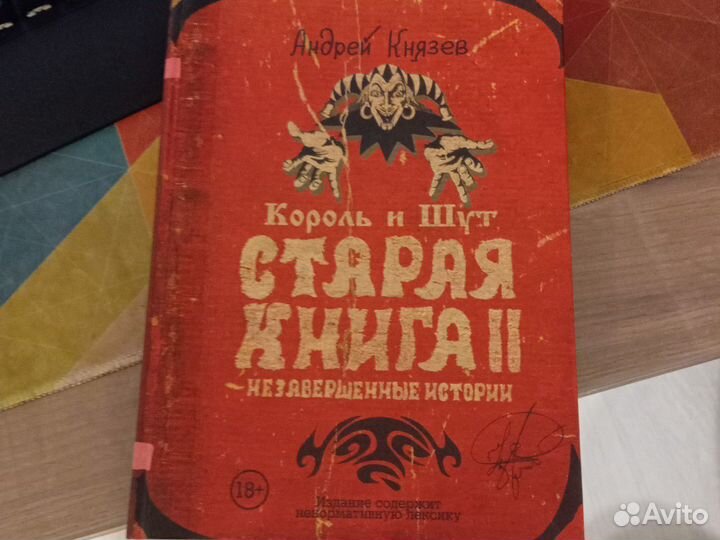 Андрей Князев
Король и Шут
СТАРАЯ
КНИГА II
НЕЗАВЕРШЕННЫЕ ИСТОРИИ
18+
Издание содержит
ненормативную лексику
Avito